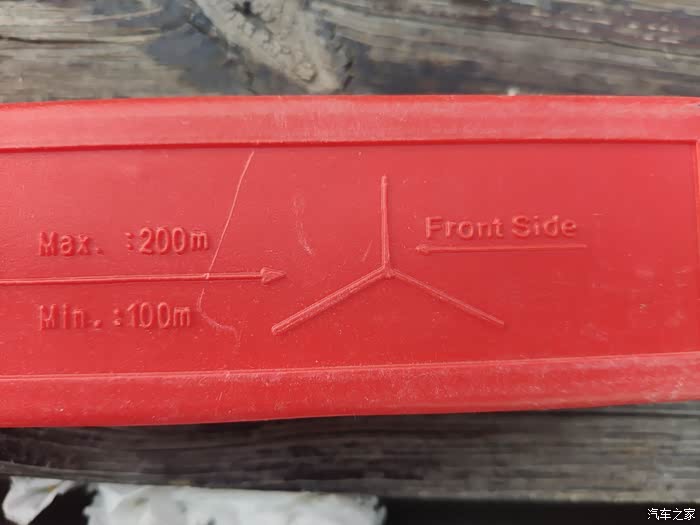 Max. :200m
Min.:100m
Front Side
汽车之家